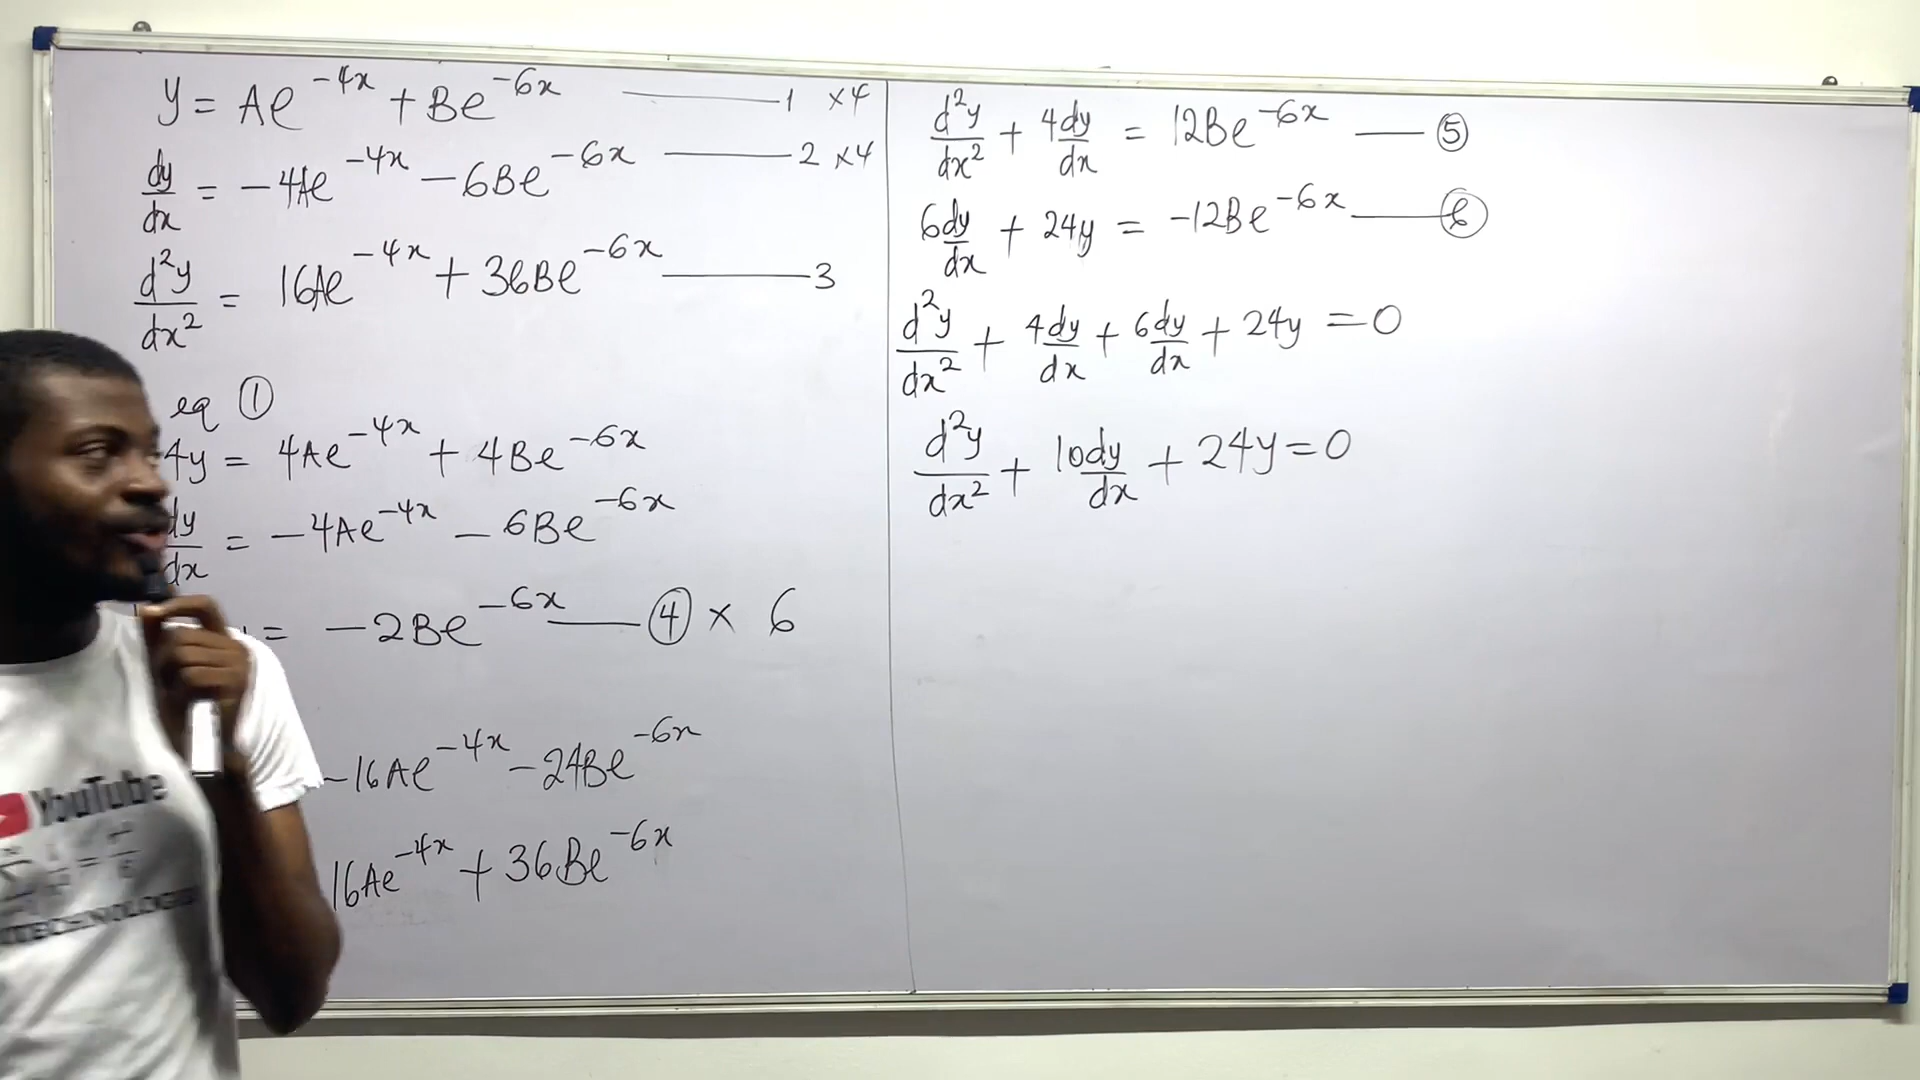 y = Ae^{-4x} + Be^{-6x} ——— 1 ×4
dy/dx = -4Ae^{-4x} - 6Be^{-6x} ——— 2 ×4
d²y/dx² = 16Ae^{-4x} + 36Be^{-6x} ——— 3
eq ①
4y = 4Ae^{-4x} + 4Be^{-6x}
dy/dx = -4Ae^{-4x} - 6Be^{-6x}
= -2Be^{-6x} ——— ④ × 6
-16Ae^{-4x} - 24Be^{-6x}
16Ae^{-4x} + 36Be^{-6x}
d²y/dx² + 4dy/dx = 12Be^{-6x} —— ⑤
6dy/dx + 24y = -12Be^{-6x} —— ⑥
d²y/dx² + 4dy/dx + 6dy/dx + 24y = 0
d²y/dx² + 10dy/dx + 24y = 0
YouTube